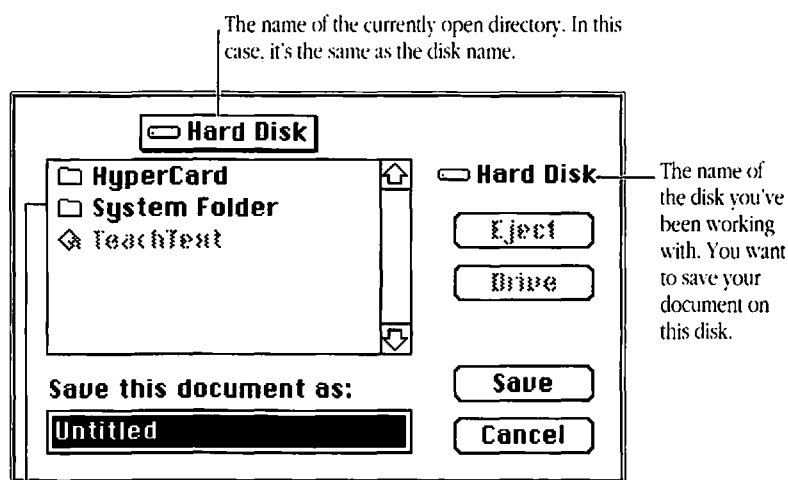 The name of the currently open directory. In this
case, it's the same as the disk name.
Hard Disk
HyperCard
System Folder
TeachText
Hard Disk
Eject
Drive
The name of
the disk you've
been working
with. You want
to save your
document on
this disk.
Save this document as:
Untitled
Save
Cancel